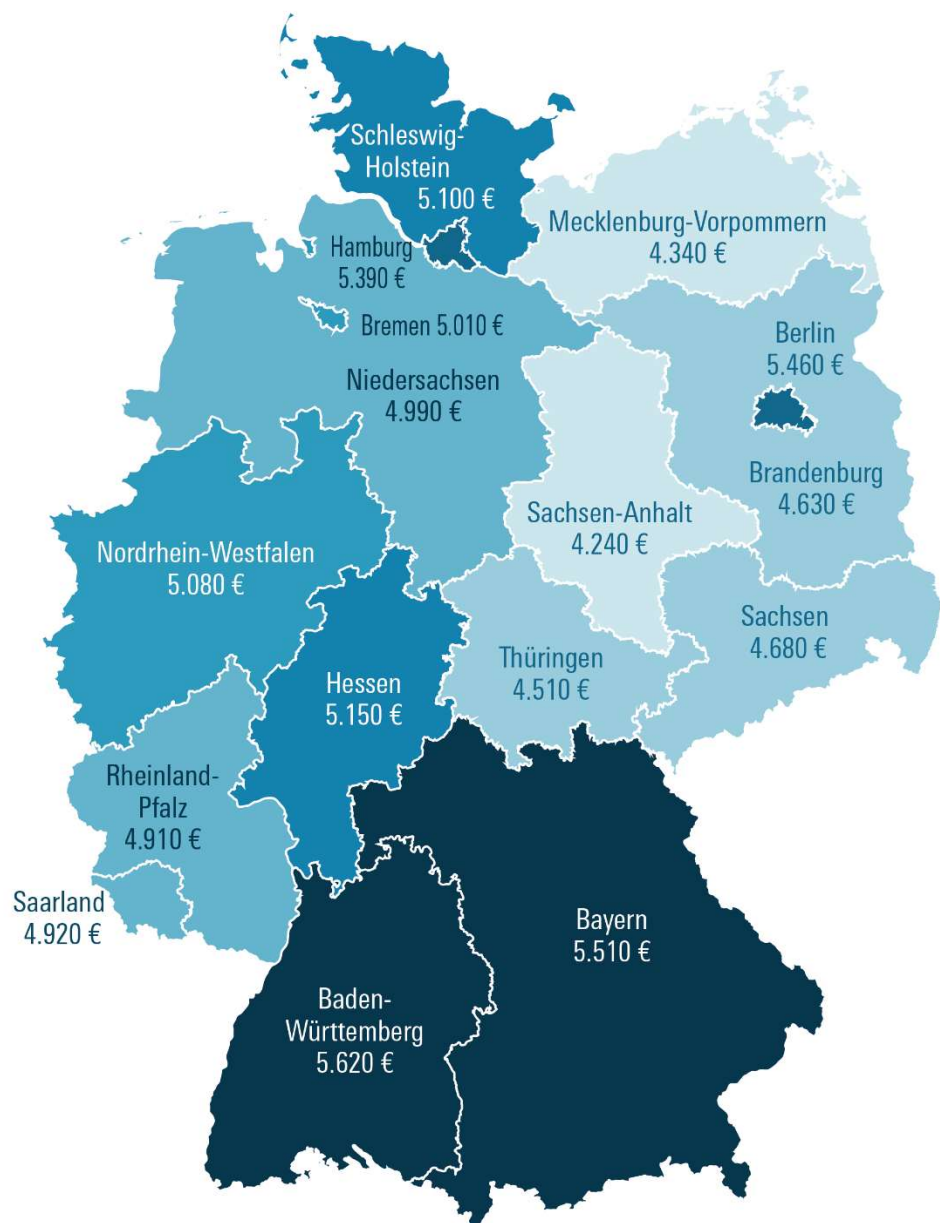 Schleswig-
Holstein
5.100 €
Mecklenburg-Vorpommern
4.340 €
Hamburg
5.390 €
Bremen 5.010 €
Berlin
5.460 €
Niedersachsen
4.990 €
Brandenburg
4.630 €
Sachsen-Anhalt
4.240 €
Nordrhein-Westfalen
5.080 €
Sachsen
4.680 €
Thüringen
4.510 €
Hessen
5.150 €
Rheinland-
Pfalz
4.910 €
Saarland
4.920 €
Bayern
5.510 €
Baden-
Württemberg
5.620 €